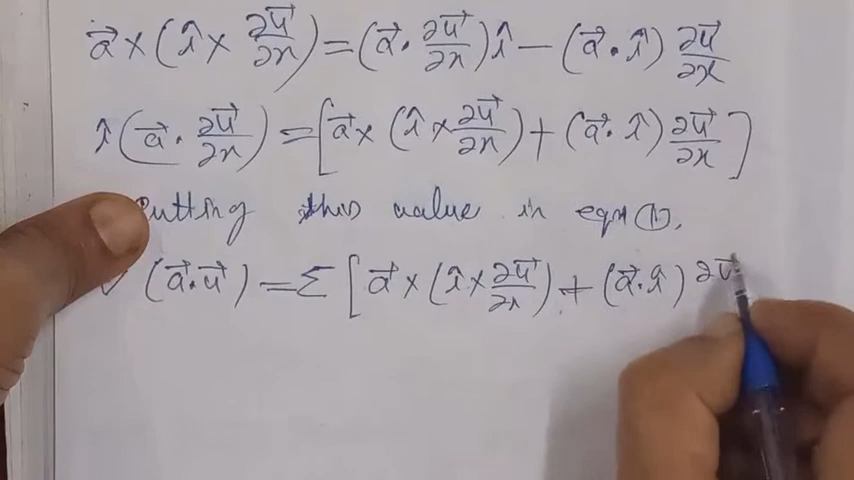 a⃗ × (î × ∂u⃗/∂x) = (a⃗ · ∂u⃗/∂x) î − (a⃗ · î) ∂u⃗/∂x
î (a⃗ · ∂u⃗/∂x) = [a⃗ × (î × ∂u⃗/∂x) + (a⃗ · î) ∂u⃗/∂x]
putting this value in eqn (1),
(a⃗ · u⃗) = Σ [a⃗ × (î × ∂u⃗/∂x) + (a⃗ · î) ∂u⃗